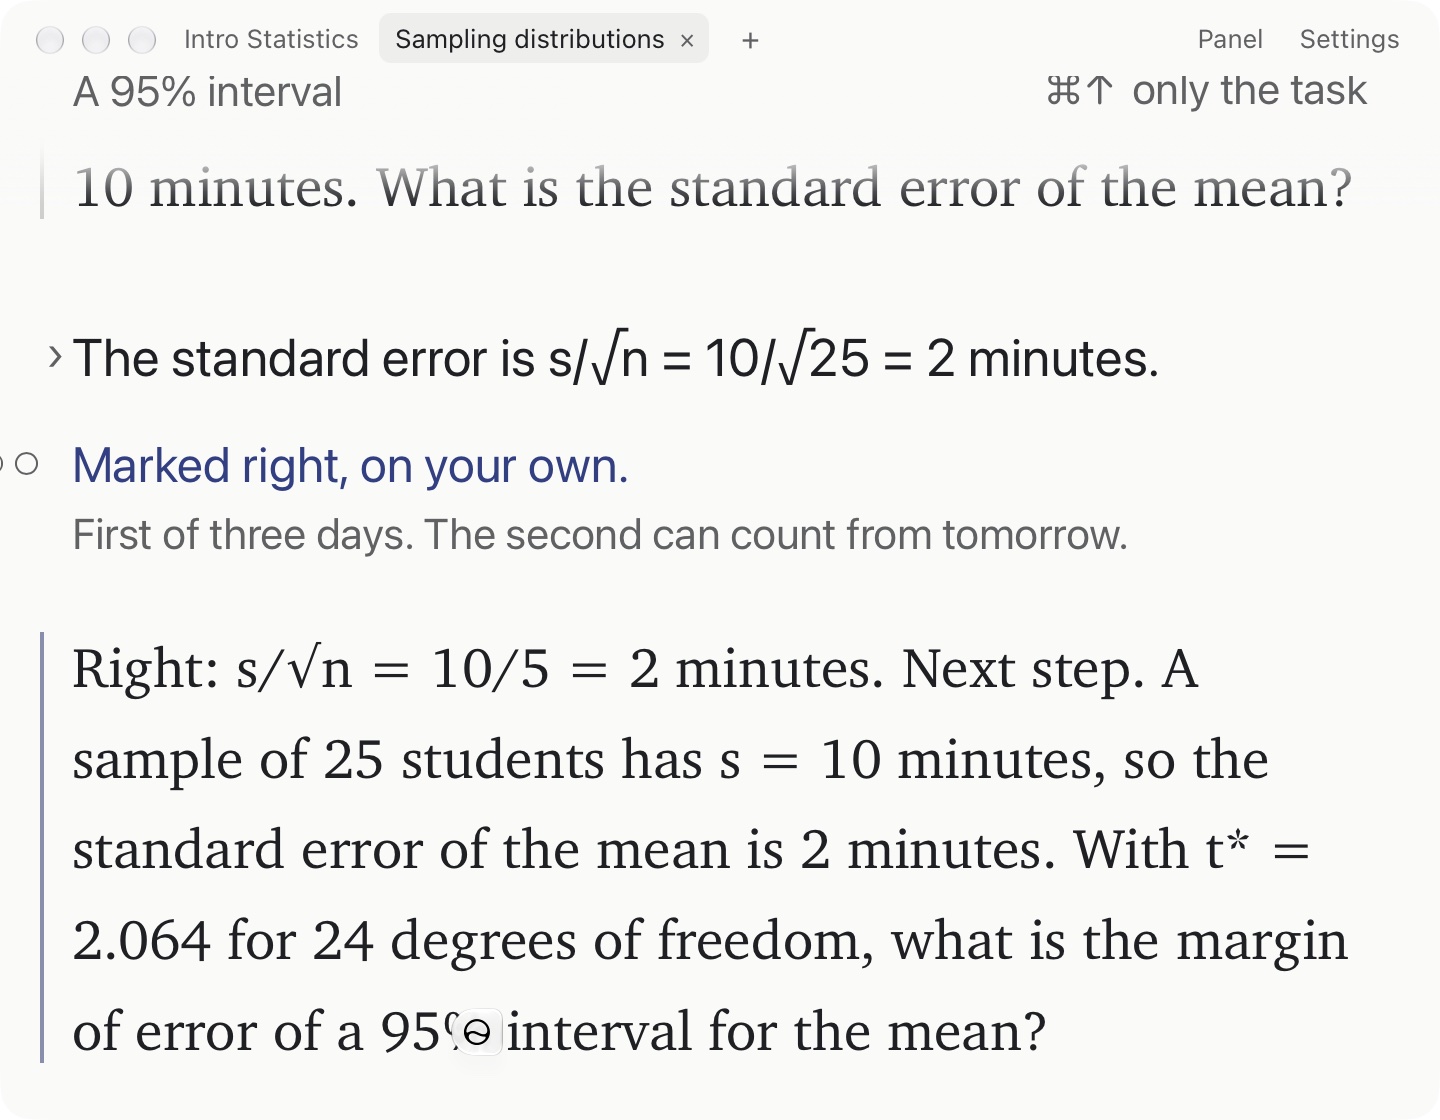 Intro Statistics Sampling distributions × + Panel Settings
A 95% interval ⌘↑ only the task
10 minutes. What is the standard error of the mean?
› The standard error is s/√n = 10/√25 = 2 minutes.
Marked right, on your own.
First of three days. The second can count from tomorrow.
Right: s/√n = 10/5 = 2 minutes. Next step. A
sample of 25 students has s = 10 minutes, so the
standard error of the mean is 2 minutes. With t* =
2.064 for 24 degrees of freedom, what is the margin
of error of a 95% interval for the mean?